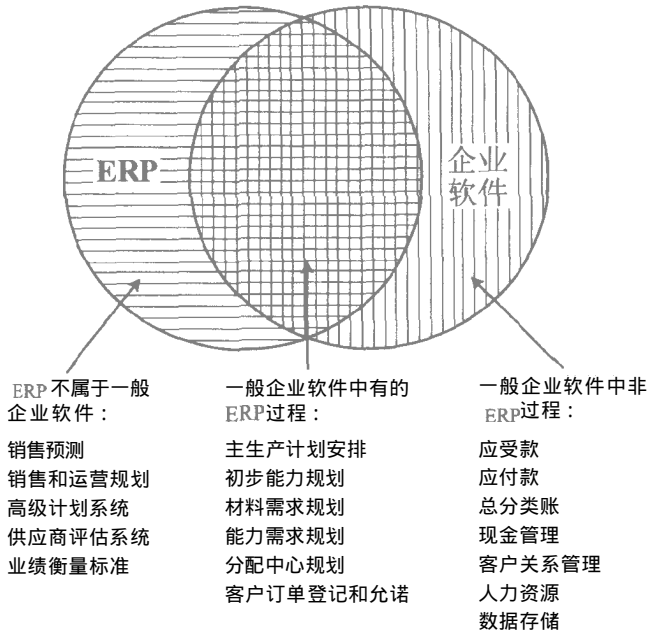 ERP
企业
软件
ERP 不属于一般
企业软件：
销售预测
销售和运营规划
高级计划系统
供应商评估系统
业绩衡量标准
一般企业软件中有的
ERP过程：
主生产计划安排
初步能力规划
材料需求规划
能力需求规划
分配中心规划
客户订单登记和允诺
一般企业软件中非
ERP过程：
应受款
应付款
总分类账
现金管理
客户关系管理
人力资源
数据存储